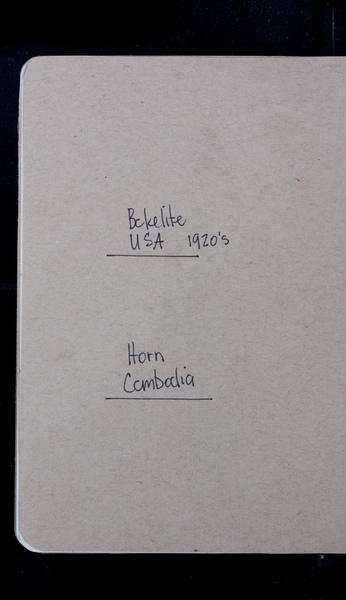 Bakelite
USA 1920's
Horn
Cambodia